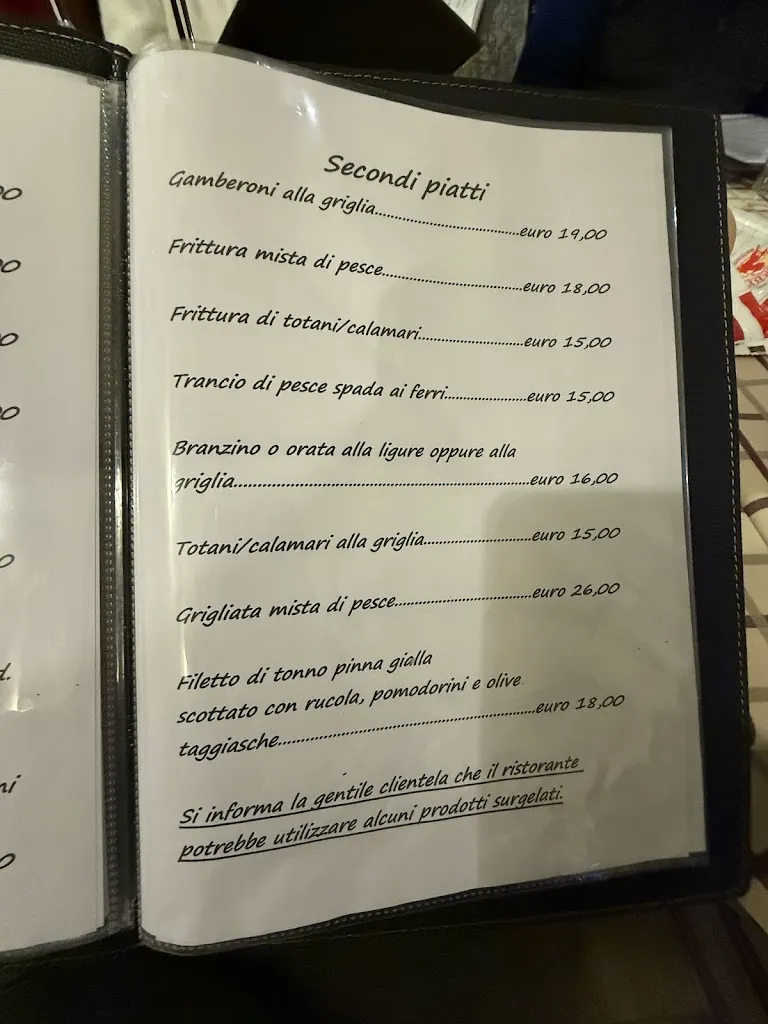 Secondi piatti
Gamberoni alla griglia..............................euro 19,00
Frittura mista di pesce.............................euro 18,00
Frittura di totani/calamari......................euro 15,00
Trancio di pesce spada ai ferri.................euro 15,00
Branzino o orata alla ligure oppure alla
griglia.............................................................euro 16,00
Totani/calamari alla griglia......................euro 15,00
Grigliata mista di pesce............................euro 26,00
Filetto di tonno pinna gialla
scottato con rucola, pomodorini e olive
taggiasche.....................................................euro 18,00
Si informa la gentile clientela che il ristorante
potrebbe utilizzare alcuni prodotti surgelati.